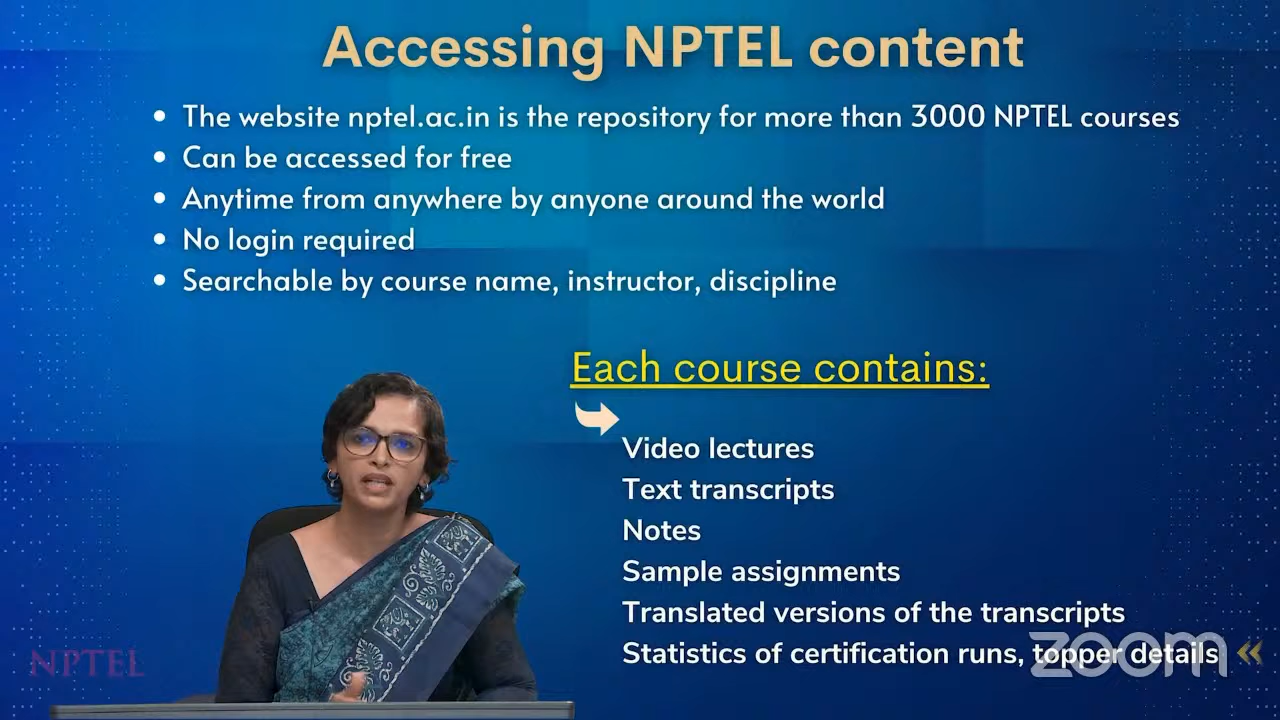 Accessing NPTEL content
• The website nptel.ac.in is the repository for more than 3000 NPTEL courses
• Can be accessed for free
• Anytime from anywhere by anyone around the world
• No login required
• Searchable by course name, instructor, discipline
Each course contains:
Video lectures
Text transcripts
Notes
Sample assignments
Translated versions of the transcripts
Statistics of certification runs, topper details
NPTEL
zoom